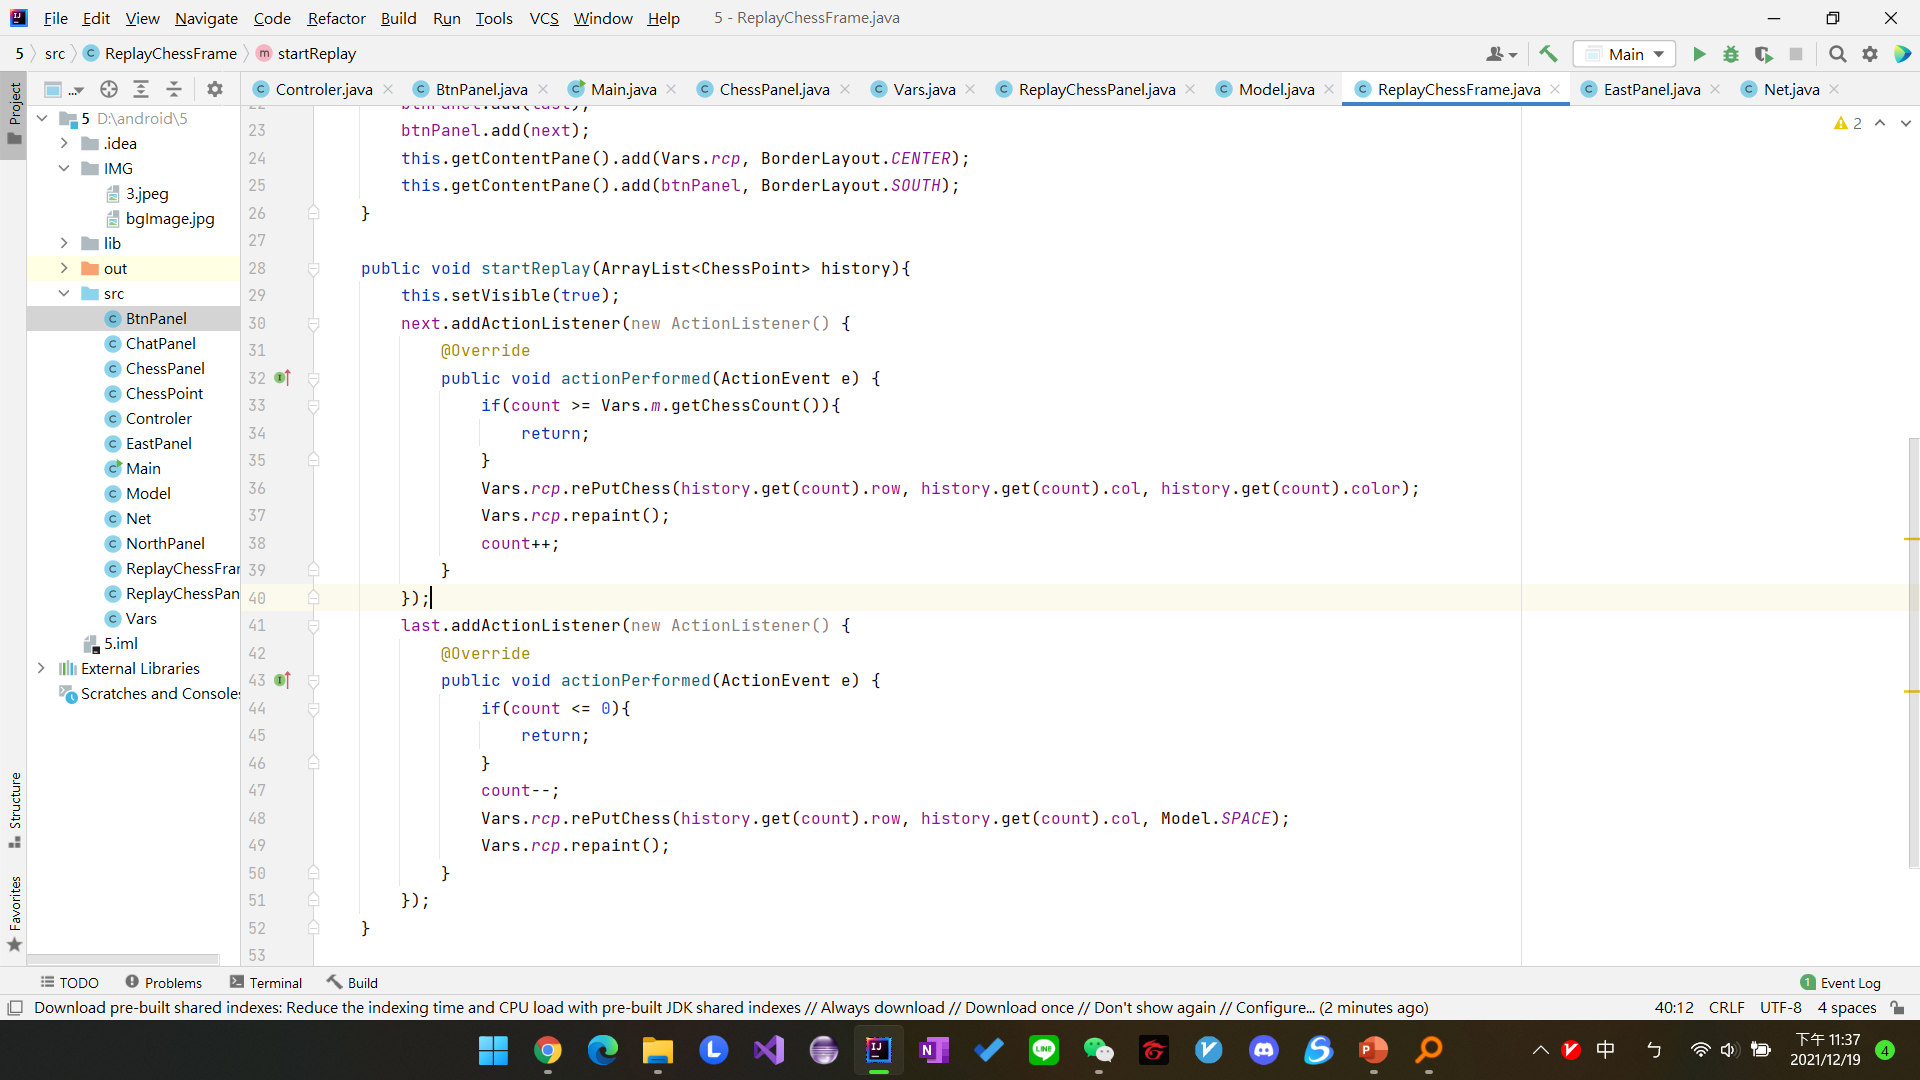 File Edit View Navigate Code Refactor Build Run Tools VCS Window Help 5 - ReplayChessFrame.java
5 src ReplayChessFrame startReplay
Main
Project
Controler.java BtnPanel.java Main.java ChessPanel.java Vars.java ReplayChessPanel.java Model.java ReplayChessFrame.java EastPanel.java Net.java
5 D:\android\5
.idea
IMG
3.jpeg
bgImage.jpg
lib
out
src
BtnPanel
ChatPanel
ChessPanel
ChessPoint
Controler
EastPanel
Main
Model
Net
NorthPanel
ReplayChessFrar
ReplayChessPan
Vars
5.iml
External Libraries
Scratches and Consoles
Structure
Favorites
2
22 btnPanel.add(last);
23 btnPanel.add(next);
24 this.getContentPane().add(Vars.rcp, BorderLayout.CENTER);
25 this.getContentPane().add(btnPanel, BorderLayout.SOUTH);
26 }
27
28 public void startReplay(ArrayList<ChessPoint> history){
29 this.setVisible(true);
30 next.addActionListener(new ActionListener() {
31 @Override
32 public void actionPerformed(ActionEvent e) {
33 if(count >= Vars.m.getChessCount()){
34 return;
35 }
36 Vars.rcp.rePutChess(history.get(count).row, history.get(count).col, history.get(count).color);
37 Vars.rcp.repaint();
38 count++;
39 }
40 });
41 last.addActionListener(new ActionListener() {
42 @Override
43 public void actionPerformed(ActionEvent e) {
44 if(count <= 0){
45 return;
46 }
47 count--;
48 Vars.rcp.rePutChess(history.get(count).row, history.get(count).col, Model.SPACE);
49 Vars.rcp.repaint();
50 }
51 });
52 }
53
TODO Problems Terminal Build 1 Event Log
Download pre-built shared indexes: Reduce the indexing time and CPU load with pre-built JDK shared indexes // Always download // Download once // Don't show again // Configure... (2 minutes ago) 40:12 CRLF UTF-8 4 spaces
中 ㄅ 下午 11:37
2021/12/19 4